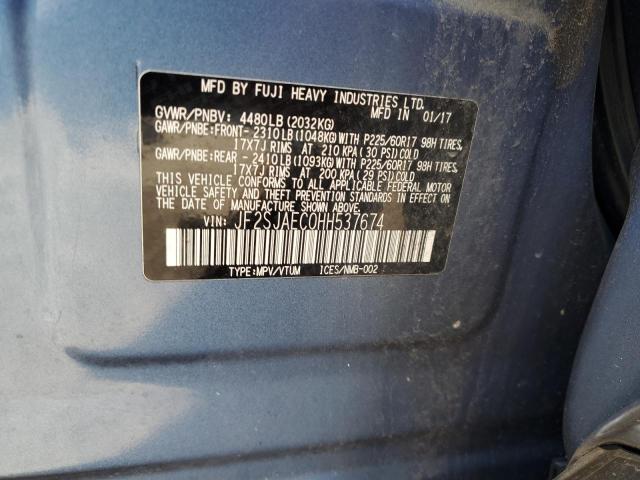 MFD BY FUJI HEAVY INDUSTRIES LTD.
GVWR/PNBV: 4480LB (2032KG) MFD IN 01/17
GAWR/PNBE:FRONT- 2310LB(1048KG)WITH P225/60R17 98H TIRES,
17X7J RIMS AT 210 KPA(30 PSI)COLD
GAWR/PNBE:REAR - 2410LB(1093KG)WITH P225/60R17 98H TIRES,
17X7J RIMS AT 200 KPA(29 PSI)COLD
THIS VEHICLE CONFORMS TO ALL APPLICABLE FEDERAL MOTOR
VEHICLE SAFETY AND THEFT PREVENTION STANDARDS IN EFFECT ON
THE DATE OF MANUFACTURE SHOWN ABOVE.
VIN: JF2SJAEC0HH537674
TYPE:MPV/VTUM ICES/NMB-002